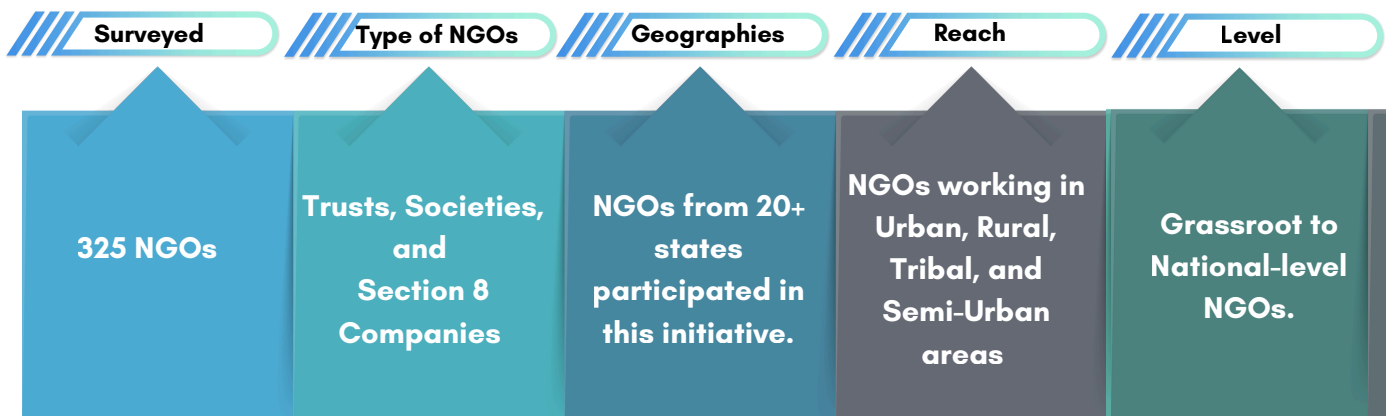 Surveyed
Type of NGOs
Geographies
Reach
Level
325 NGOs
Trusts, Societies,
and
Section 8
Companies
NGOs from 20+
states
participated in
this initiative.
NGOs working in
Urban, Rural,
Tribal, and
Semi-Urban
areas
Grassroot to
National-level
NGOs.